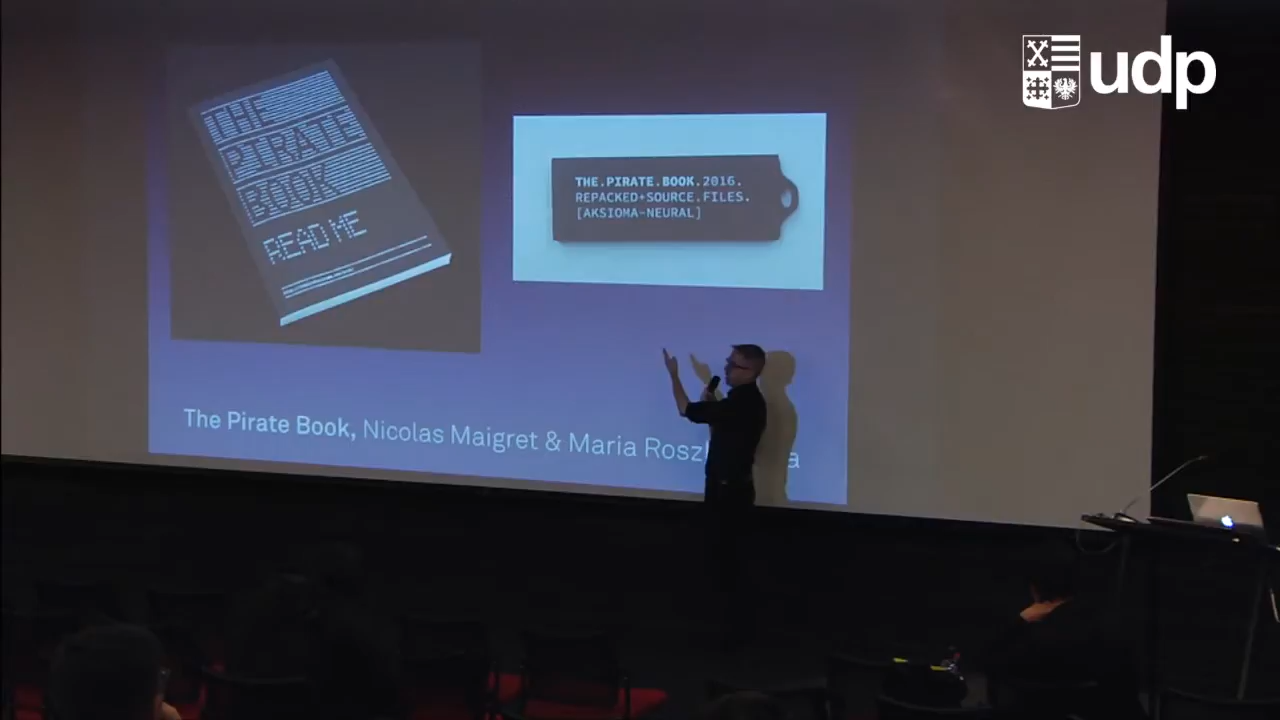 udp
THE
PIRATE
BOOK
READ ME
THE.PIRATE.BOOK.2016.
REPACKED+SOURCE.FILES.
[AKSIOMA-NEURAL]
The Pirate Book, Nicolas Maigret & Maria